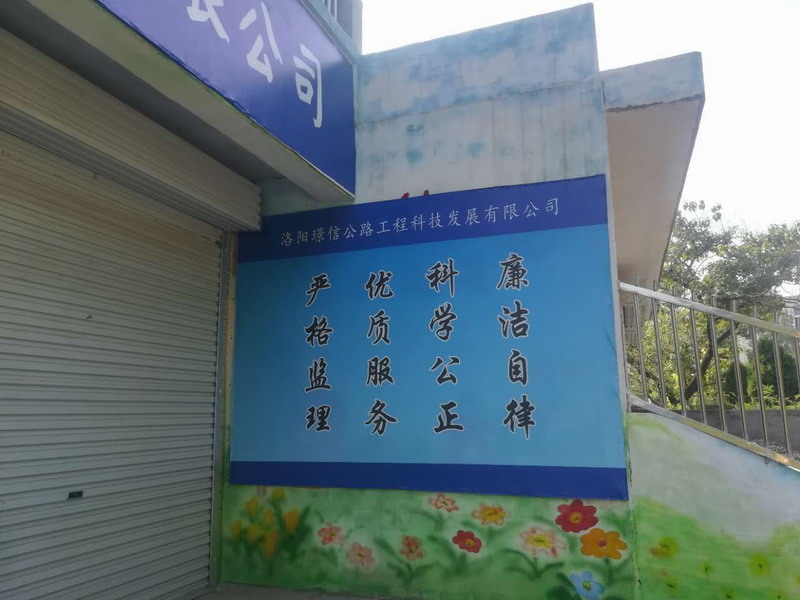 公司
洛阳璟信公路工程科技发展有限公司
严格监理
优质服务
科学公正
廉洁自律